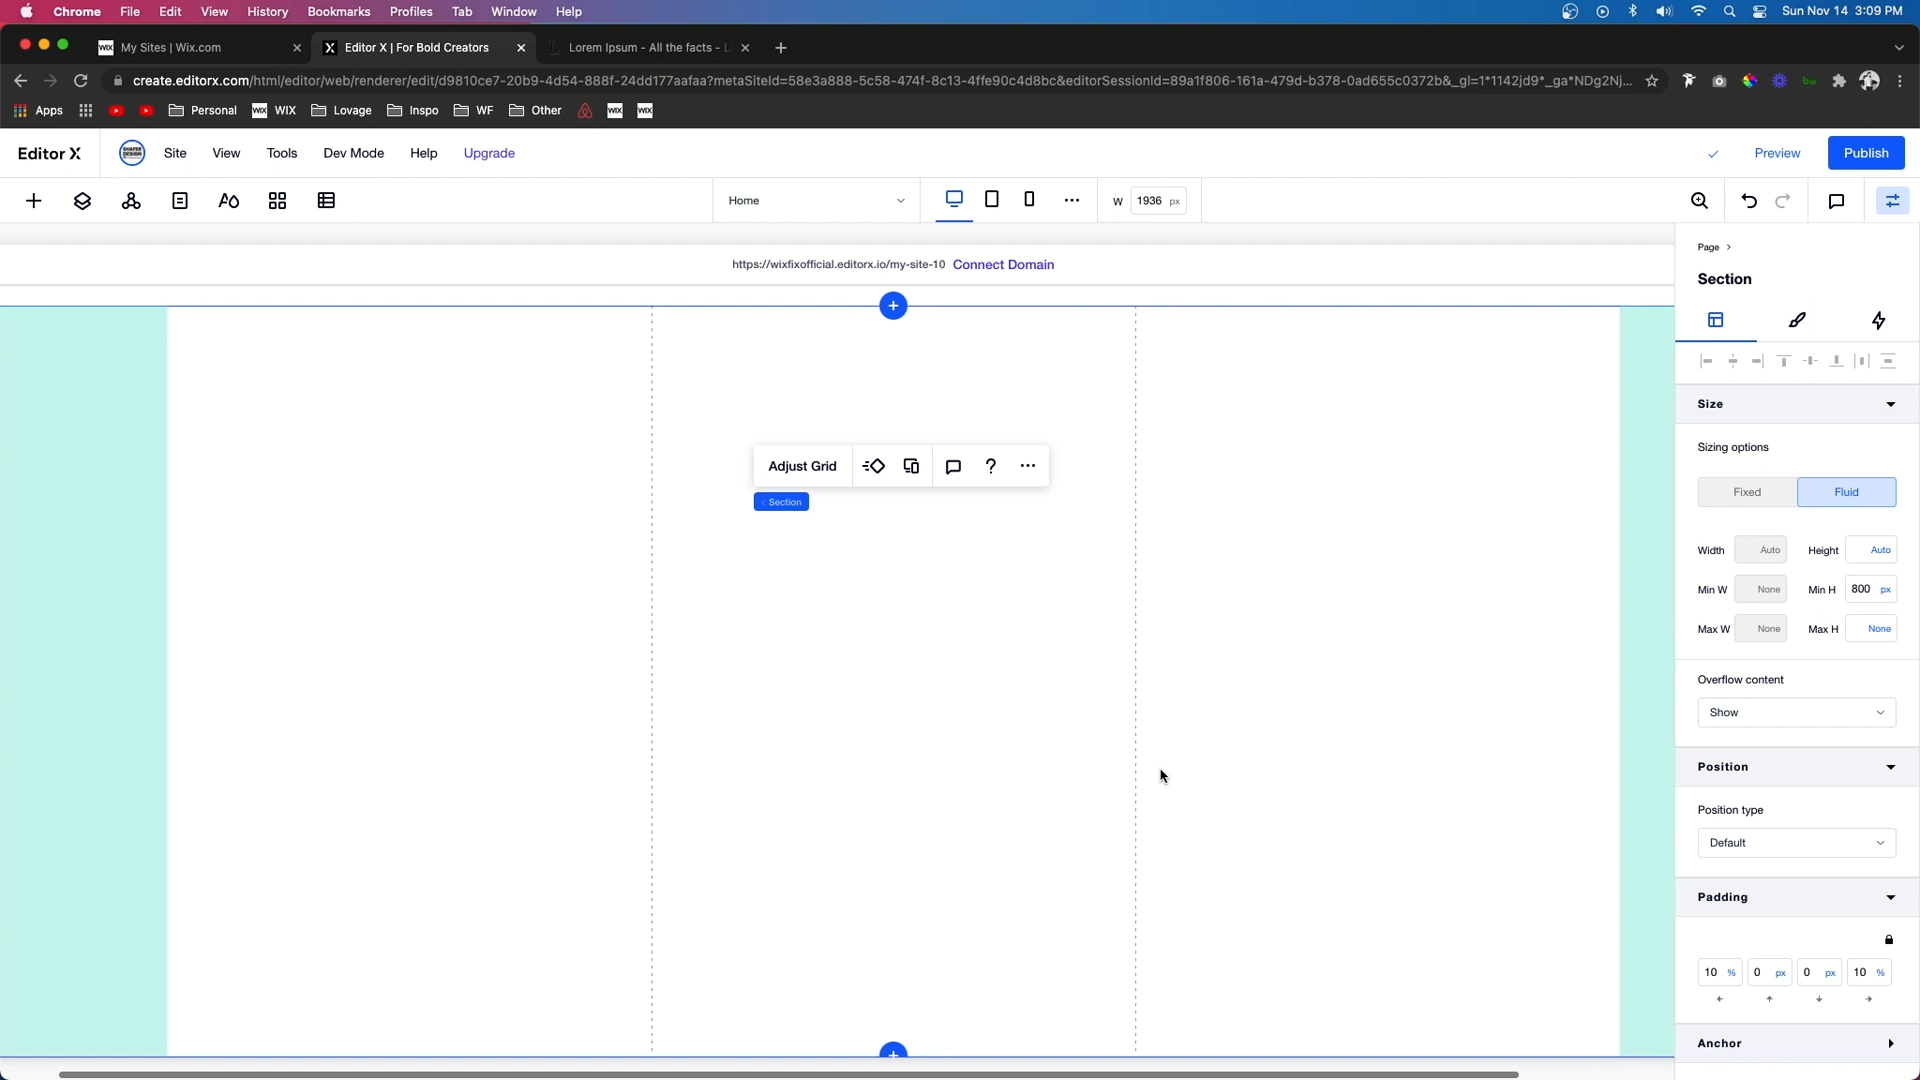 Chrome File Edit View History Bookmarks Profiles Tab Window Help Sun Nov 14 3:09 PM
WIX My Sites | Wix.com X Editor X | For Bold Creators Lorem Ipsum - All the facts -
create.editorx.com/html/editor/web/renderer/edit/d9810ce7-20b9-4d54-888f-24dd177aafaa?metaSiteId=58e3a888-5c58-474f-8c13-4ffe90c4d8bc&editorSessionId=89a1f806-161a-479d-b378-0ad655c0372b&_gl=1*1142jd9*_ga*NDg2Nj...
Apps Personal WIX WIX Lovage Inspo WF Other WIX WIX
Editor X SHAFER DESIGN Site View Tools Dev Mode Help Upgrade Preview Publish
Home W 1936 px
https://wixfixofficial.editorx.io/my-site-10 Connect Domain
Page >
Section
Adjust Grid ?
< Section
Size
Sizing options
Fixed Fluid
Width Auto Height Auto
Min W None Min H 800 px
Max W None Max H None
Overflow content
Show
Position
Position type
Default
Padding
10 % 0 px 0 px 10 %
Anchor